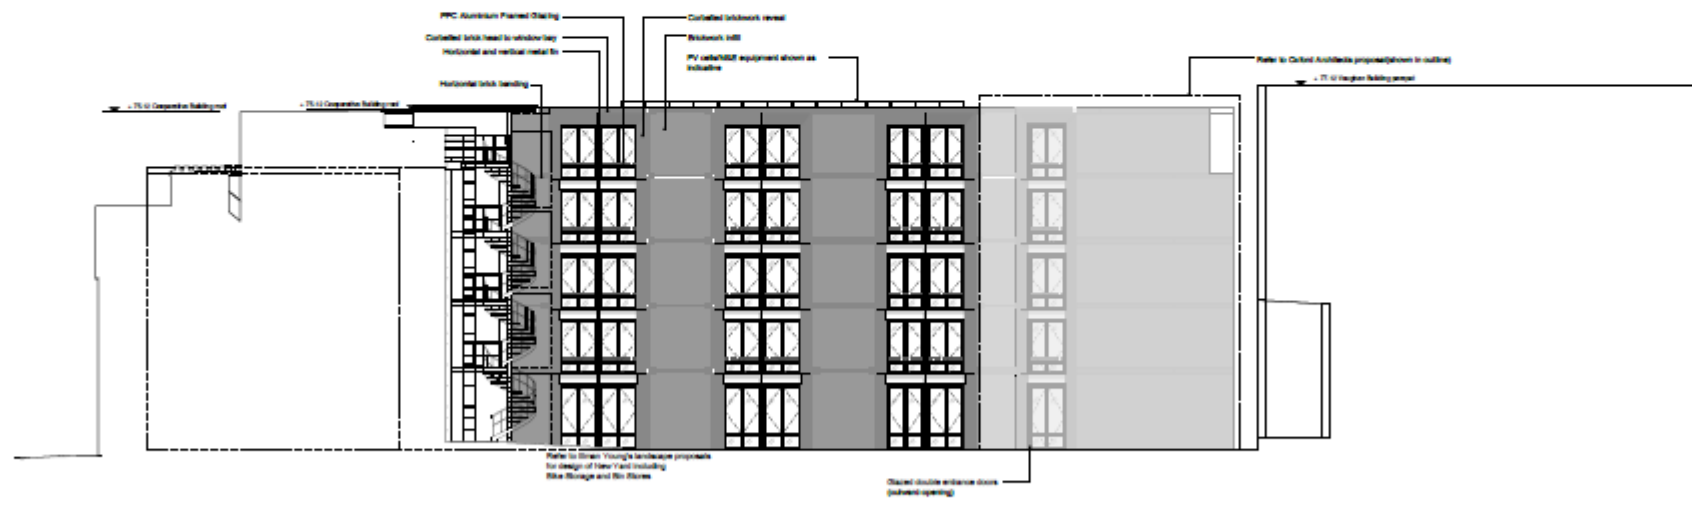 PPC Aluminium Framed Glazing
Corbelled brick head to window bay
Horizontal and vertical metal fin
Horizontal brick banding
Corbelled brickwork reveal
Brickwork infill
PV cells/M&E equipment shown as
indicative
Refer to Oxford Architects proposal(shown in outline)
Building parapet
Building roof
Building roof
Refer to Simon Young's landscape proposals
for design of New Yard including
Bike Storage and Bin Stores
Glazed double entrance doors
(outward opening)